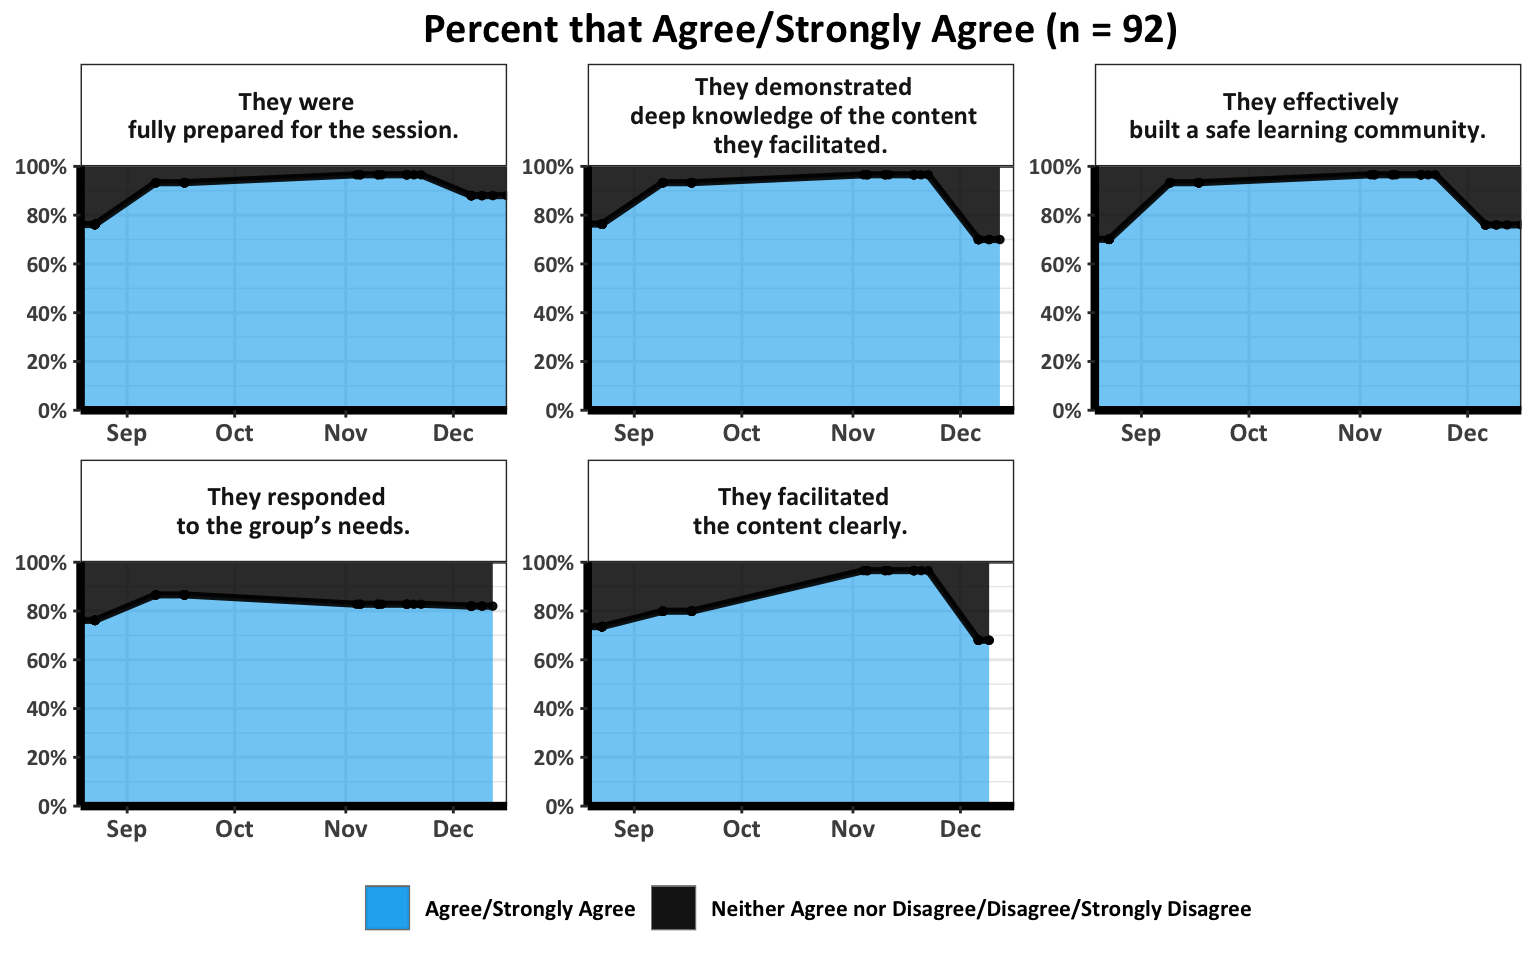 Percent that Agree/Strongly Agree (n = 92)
They were
fully prepared for the session.
100%
80%
60%
40%
20%
0%
Sep Oct Nov Dec
They demonstrated
deep knowledge of the content
they facilitated.
100%
80%
60%
40%
20%
0%
Sep Oct Nov Dec
They effectively
built a safe learning community.
100%
80%
60%
40%
20%
0%
Sep Oct Nov Dec
They responded
to the group’s needs.
100%
80%
60%
40%
20%
0%
Sep Oct Nov Dec
They facilitated
the content clearly.
100%
80%
60%
40%
20%
0%
Sep Oct Nov Dec
Agree/Strongly Agree Neither Agree nor Disagree/Disagree/Strongly Disagree